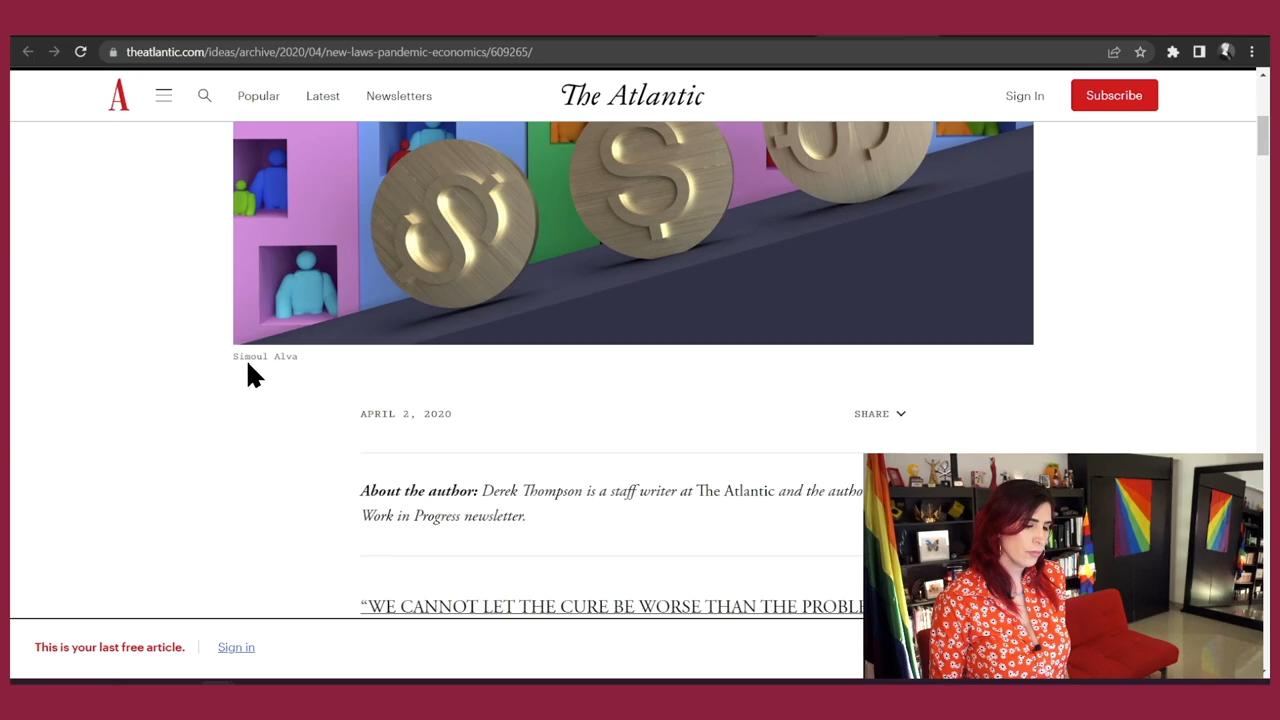 theatlantic.com/ideas/archive/2020/04/new-laws-pandemic-economics/609265/
A
Popular
Latest
Newsletters
The Atlantic
Sign In
Subscribe
Simoul Alva
APRIL 2, 2020
SHARE
About the author: Derek Thompson is a staff writer at The Atlantic and the
Work in Progress newsletter.
“WE CANNOT LET THE CURE BE WORSE THAN THE
This is your last free article.
Sign in